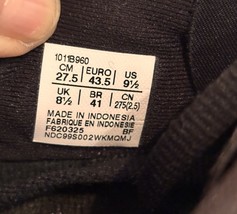 1011B960
CM EURO US
27.5 43.5 9½
UK BR CN
8½ 41 275(2.5)
MADE IN INDONESIA
FABRIQUE EN INDONESIE
F620325 BF
NDC99S002WKMQMJ